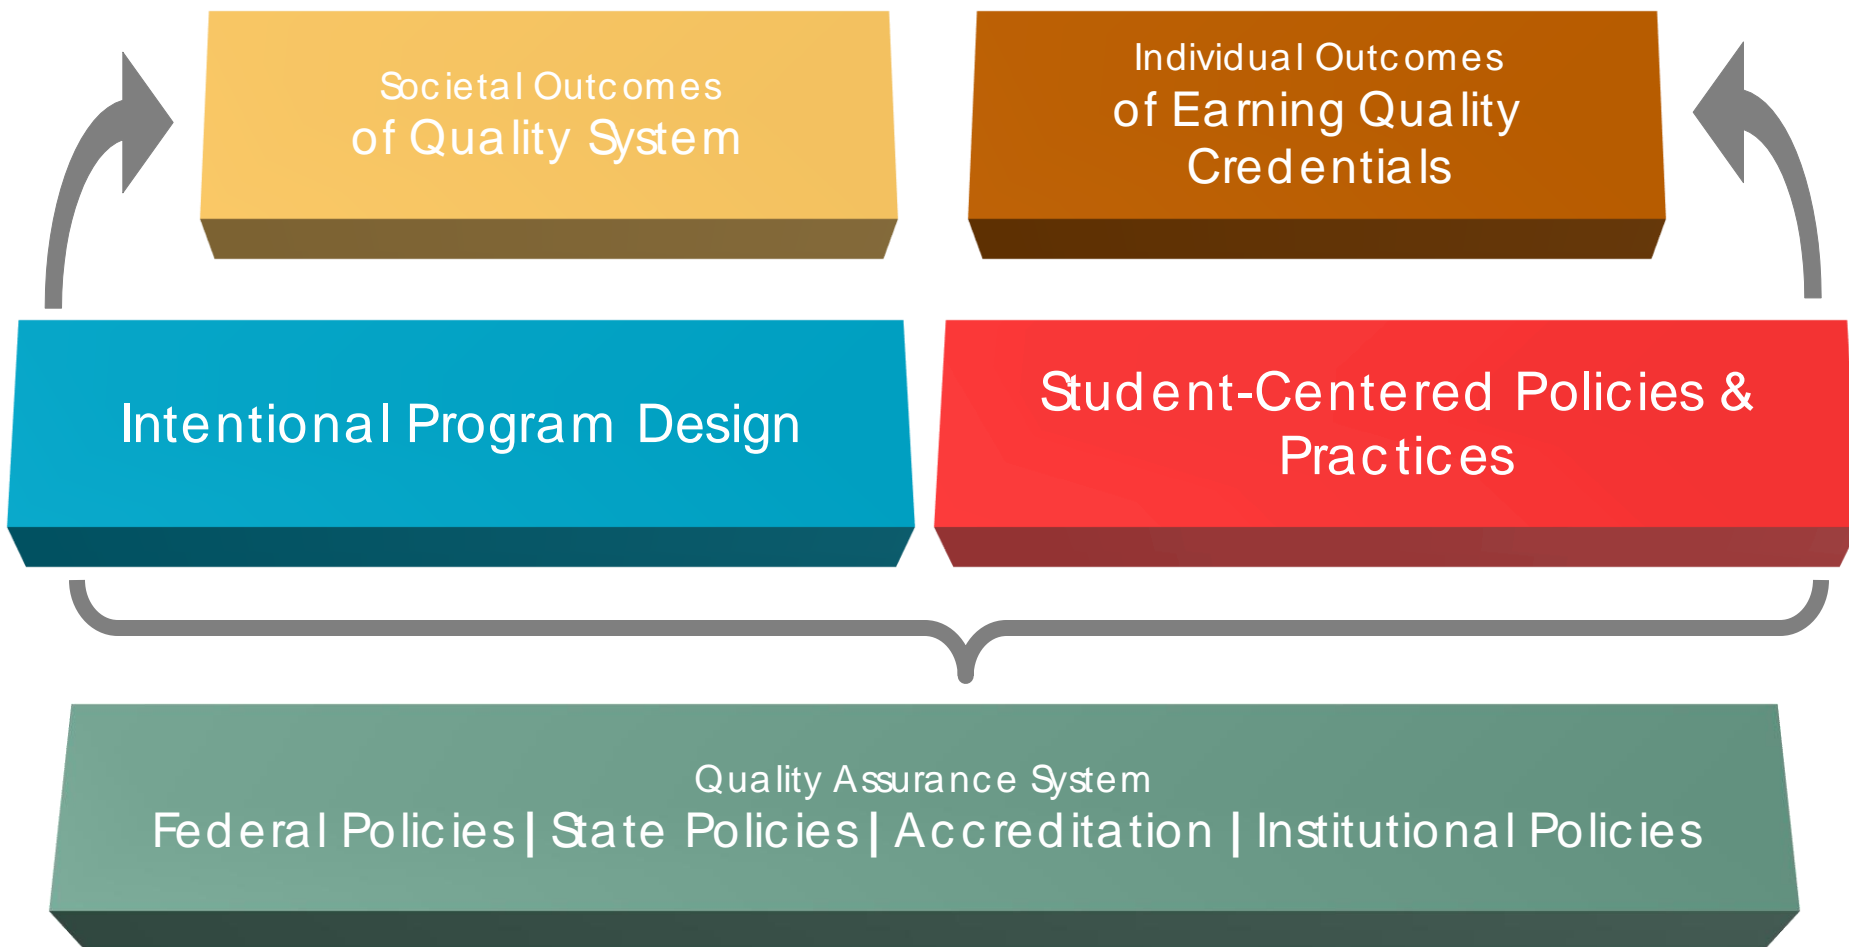 Societal Outcomes
of Quality System
Individual Outcomes
of Earning Quality
Credentials
Intentional Program Design
Student-Centered Policies &
Practices
Quality Assurance System
Federal Policies | State Policies | Accreditation | Institutional Policies